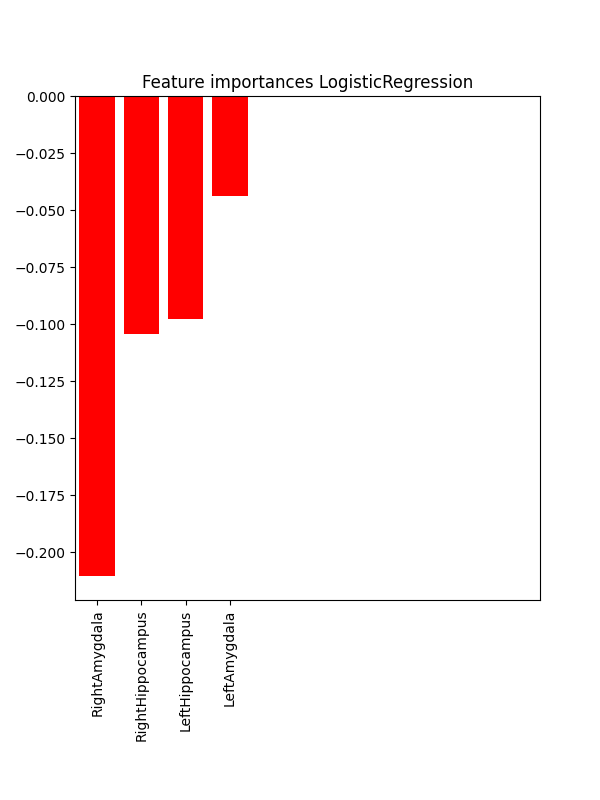 Feature importances LogisticRegression
0.000
−0.025
−0.050
−0.075
−0.100
−0.125
−0.150
−0.175
−0.200
RightAmygdala
RightHippocampus
LeftHippocampus
LeftAmygdala